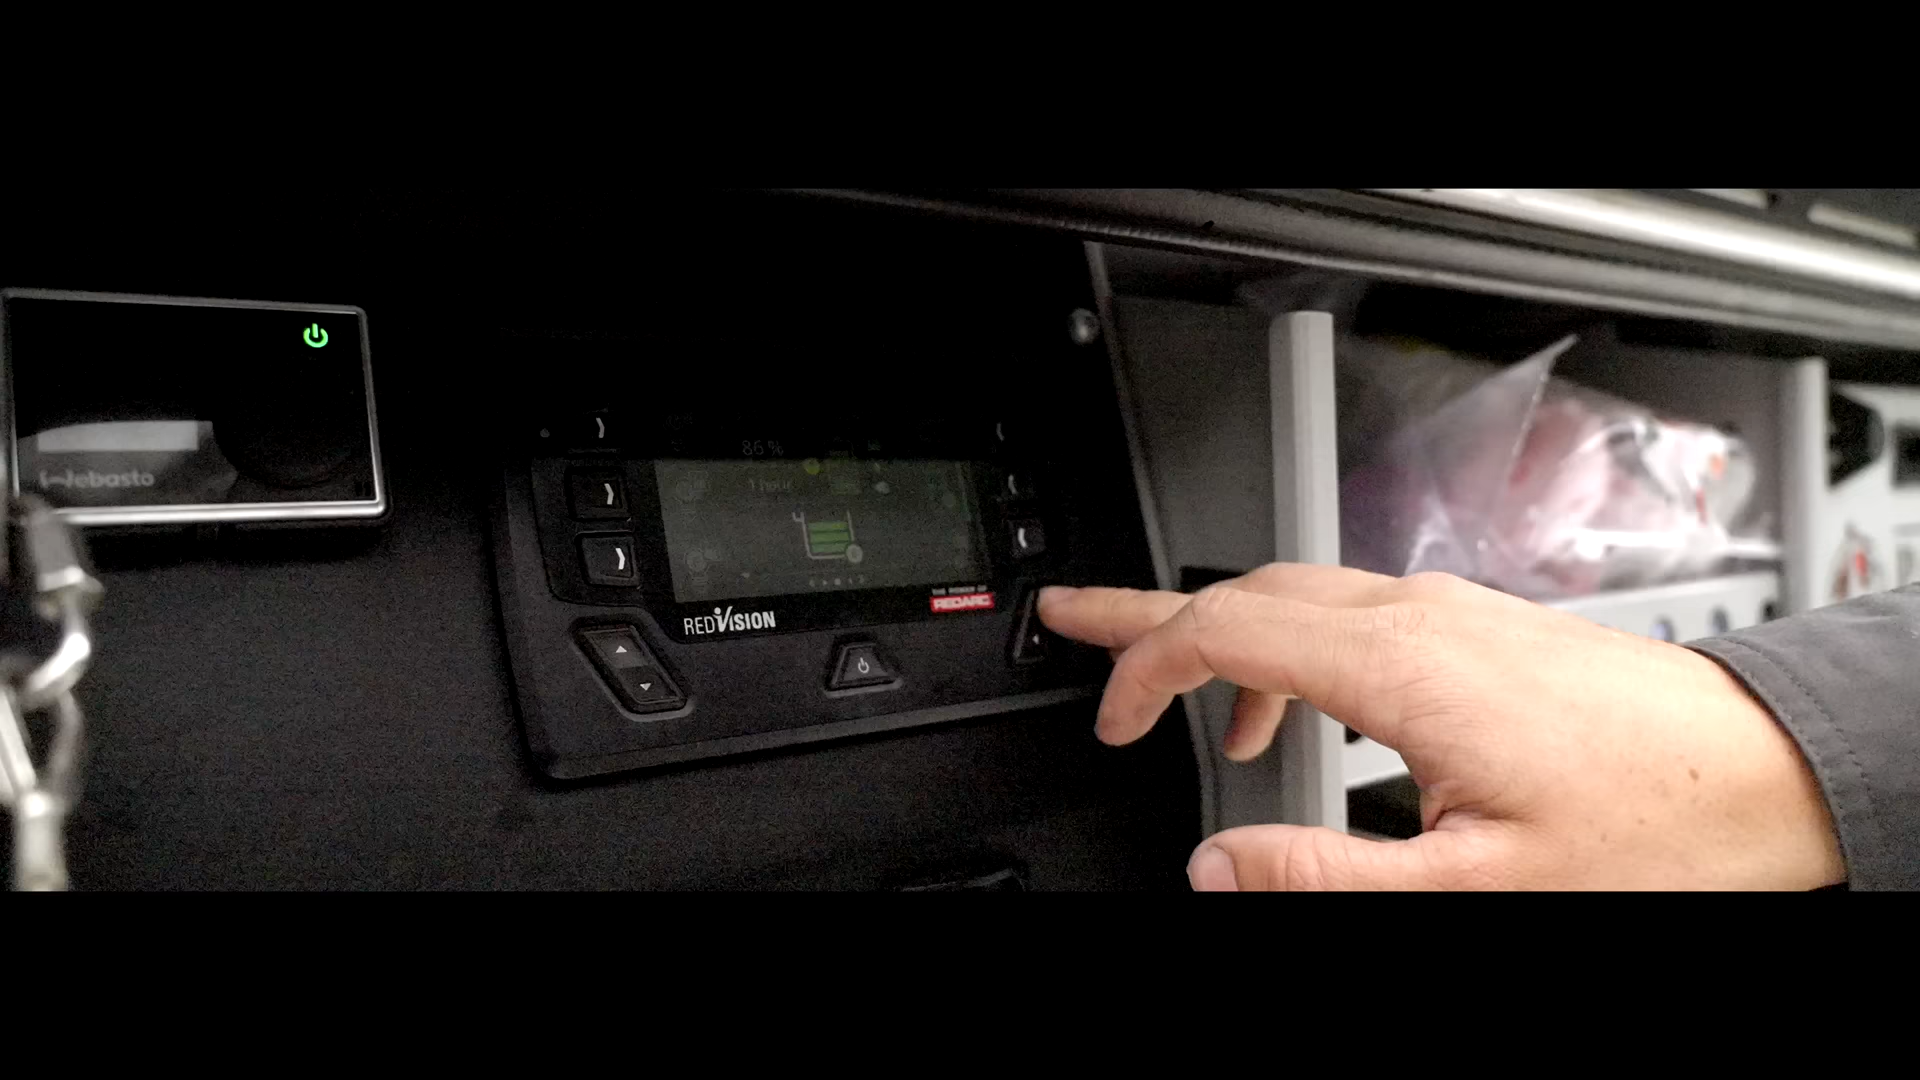 86%
1 hour
Webasto
THE POWER OF
REDARC
REDVISION